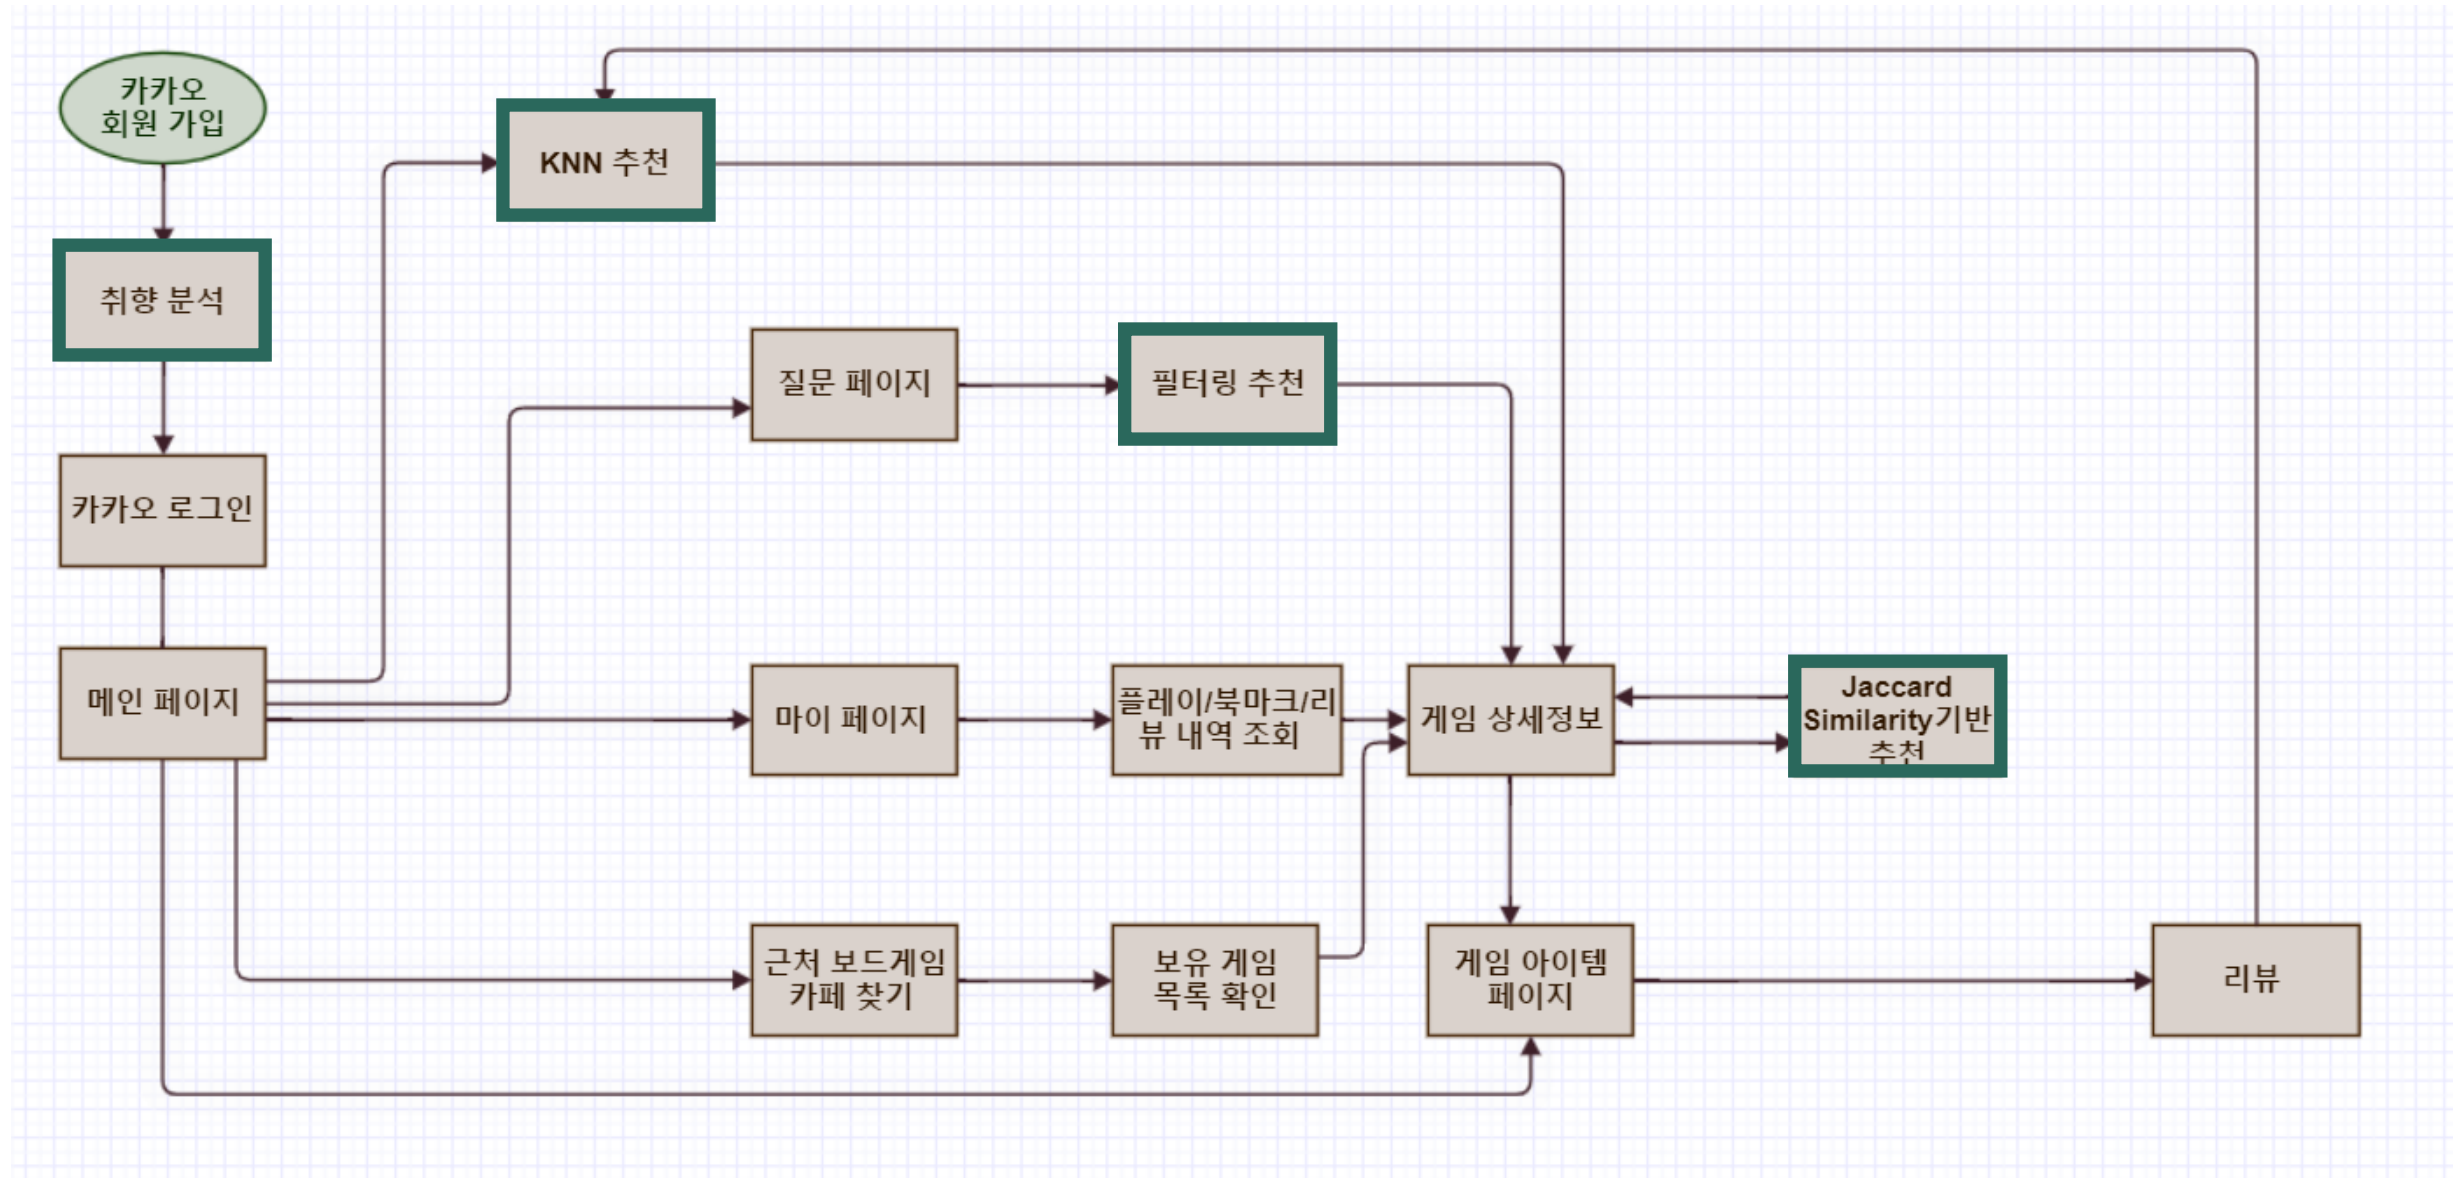 카카오
회원 가입
KNN 추천
취향 분석
질문 페이지
필터링 추천
카카오 로그인
메인 페이지
마이 페이지
플레이/북마크/리
뷰 내역 조회
게임 상세정보
Jaccard
Similarity기반
추천
근처 보드게임
카페 찾기
보유 게임
목록 확인
게임 아이템
페이지
리뷰